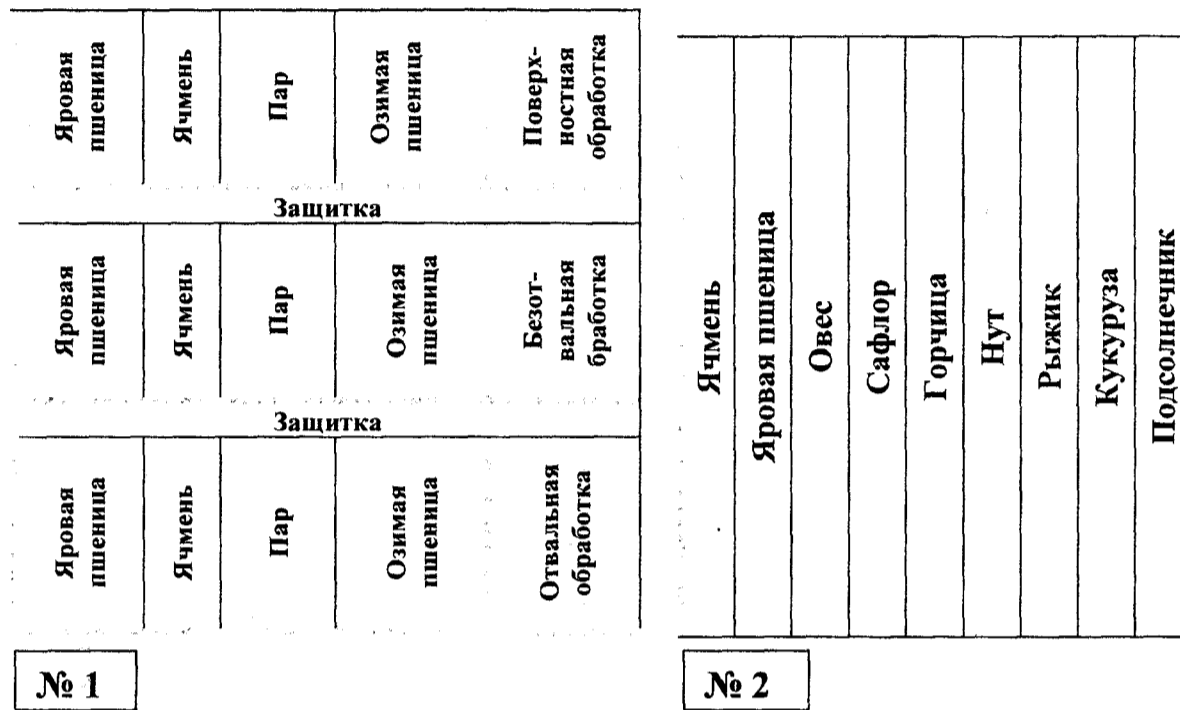 Яровая
пшеница
Ячмень
Пар
Озимая
пшеница
Поверх-
ностная
обработка
Защитка
Яровая
пшеница
Ячмень
Пар
Озимая
пшеница
Безот-
вальная
бработка
Защитка
Яровая
пшеница
Ячмень
Пар
Озимая
пшеница
Отвальная
обработка
№ 1
Ячмень
Яровая пшеница
Овес
Сафлор
Горчица
Нут
Рыжик
Кукуруза
Подсолнечник
№ 2